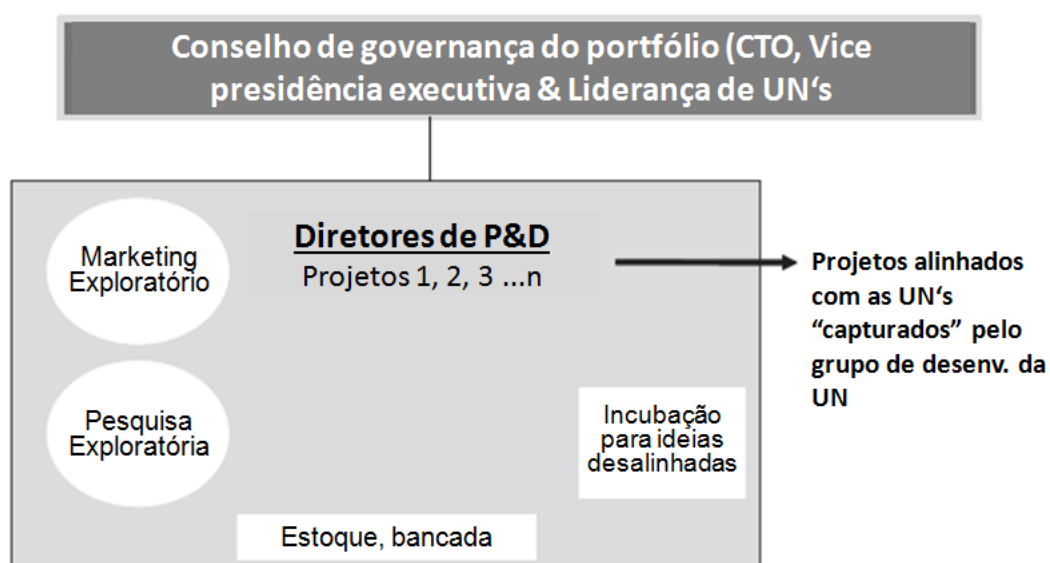 Conselho de governança do portfólio (CTO, Vice
presidência executiva & Liderança de UN‘s
Marketing
Exploratório
Diretores de P&D
Projetos 1, 2, 3 ...n
Projetos alinhados
com as UN‘s
“capturados” pelo
grupo de desenv. da
UN
Pesquisa
Exploratória
Incubação
para ideias
desalinhadas
Estoque, bancada